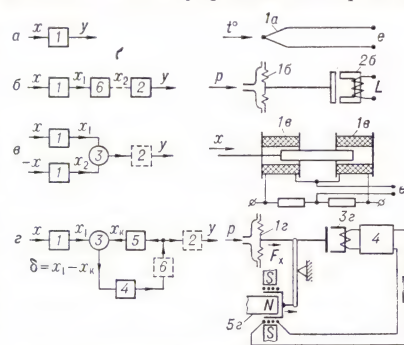 а x 1 y t° 1а e
б x 1 x₁ 6 x₂ 2 y p 1б 2б L
в x 1 x₁ 3 2 y x 1в 1в e
-x 1 x₂
г x 1 x₁ 3 xк 5 2 y p 1г Fx 3г 4
δ=x₁-xк 4 6
5г S N S